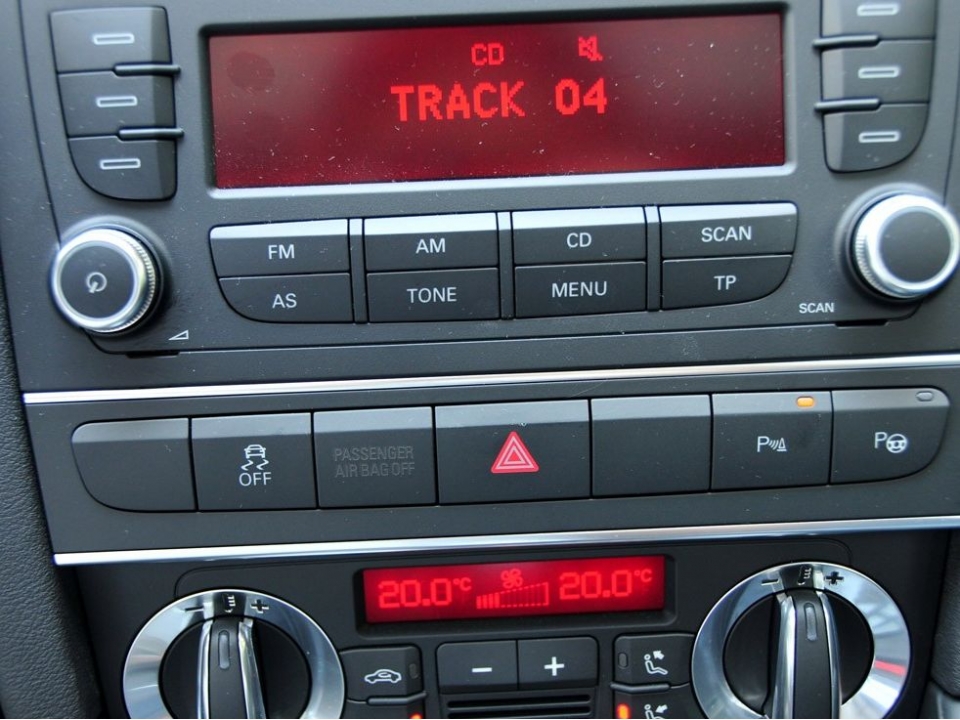 CD
TRACK 04
FM AM CD SCAN
AS TONE MENU TP
SCAN
OFF
PASSENGER
AIR BAG OFF
P P
20.0°C 20.0°C
- + - +
- +